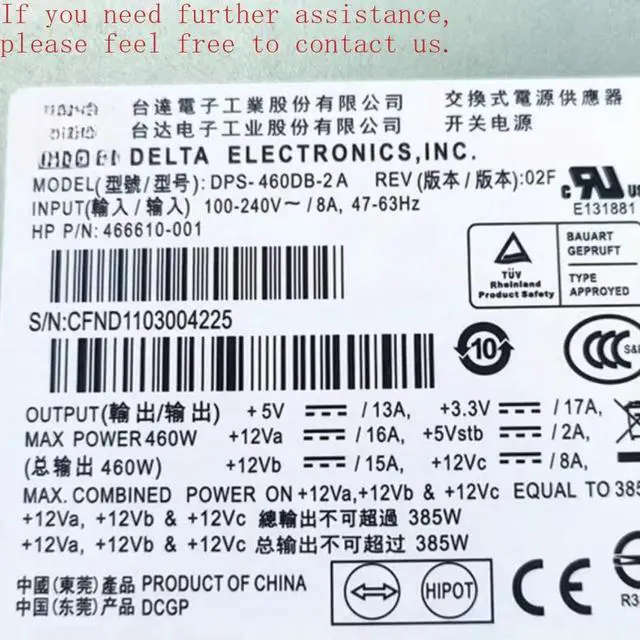 If you need further assistance,
please feel free to contact us.
台達電子工業股份有限公司 交換式電源供應器
台达电子工业股份有限公司 开关电源
DELTA ELECTRONICS,INC.
MODEL(型號/型号): DPS-460DB-2 A REV(版本/版本):02F
INPUT(輸入/输入) 100-240V~/8A, 47-63Hz
HP P/N: 466610-001
E131881
TÜV
Rheinland
Product Safety
BAUART
GEPRUFT
TYPE
APPROVED
S/N:CFND1103004225
10
CCC S&E
OUTPUT(輸出/输出) +5V ⎓ /13A, +3.3V ⎓ /17A,
MAX POWER 460W +12Va ⎓ /16A, +5Vstb ⎓ /2A,
(总输出 460W) +12Vb ⎓ /15A, +12Vc ⎓ /8A,
MAX. COMBINED POWER ON +12Va,+12Vb & +12Vc EQUAL TO 385
+12Va, +12Vb & +12Vc 總輸出不可超過 385W
+12Va, +12Vb & +12Vc 总输出不可过 385W
中國(東莞)產品 PRODUCT OF CHINA
中国(东莞)产品 DCGP
HIPOT
CE
R3